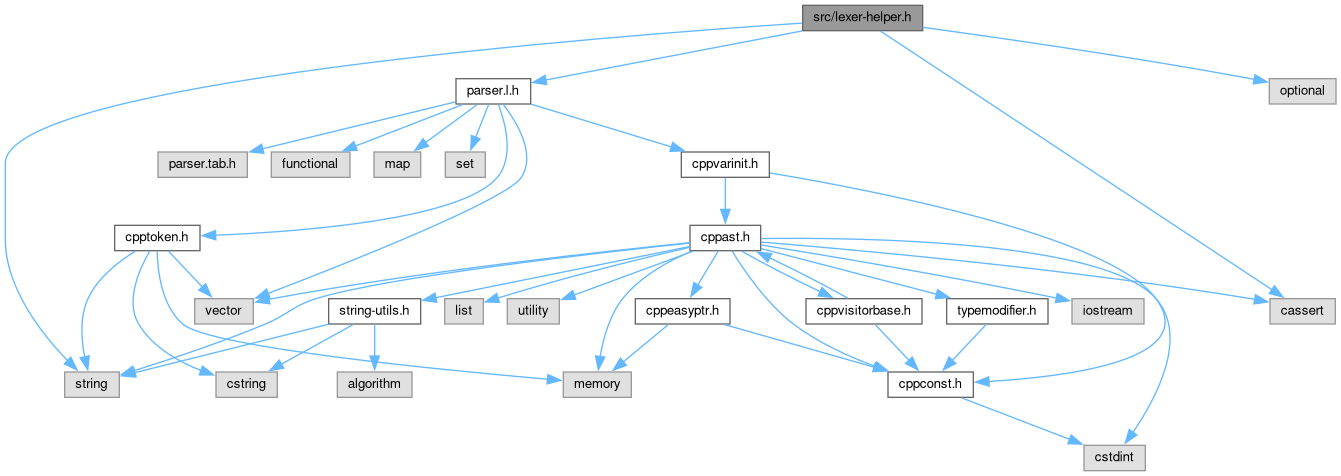 src/lexer-helper.h
parser.l.h
optional
parser.tab.h
functional
map
set
cppvarinit.h
cpptoken.h
cppast.h
vector
string-utils.h
list
utility
cppeasyptr.h
cppvisitorbase.h
typemodifier.h
iostream
cassert
string
cstring
algorithm
memory
cppconst.h
cstdint